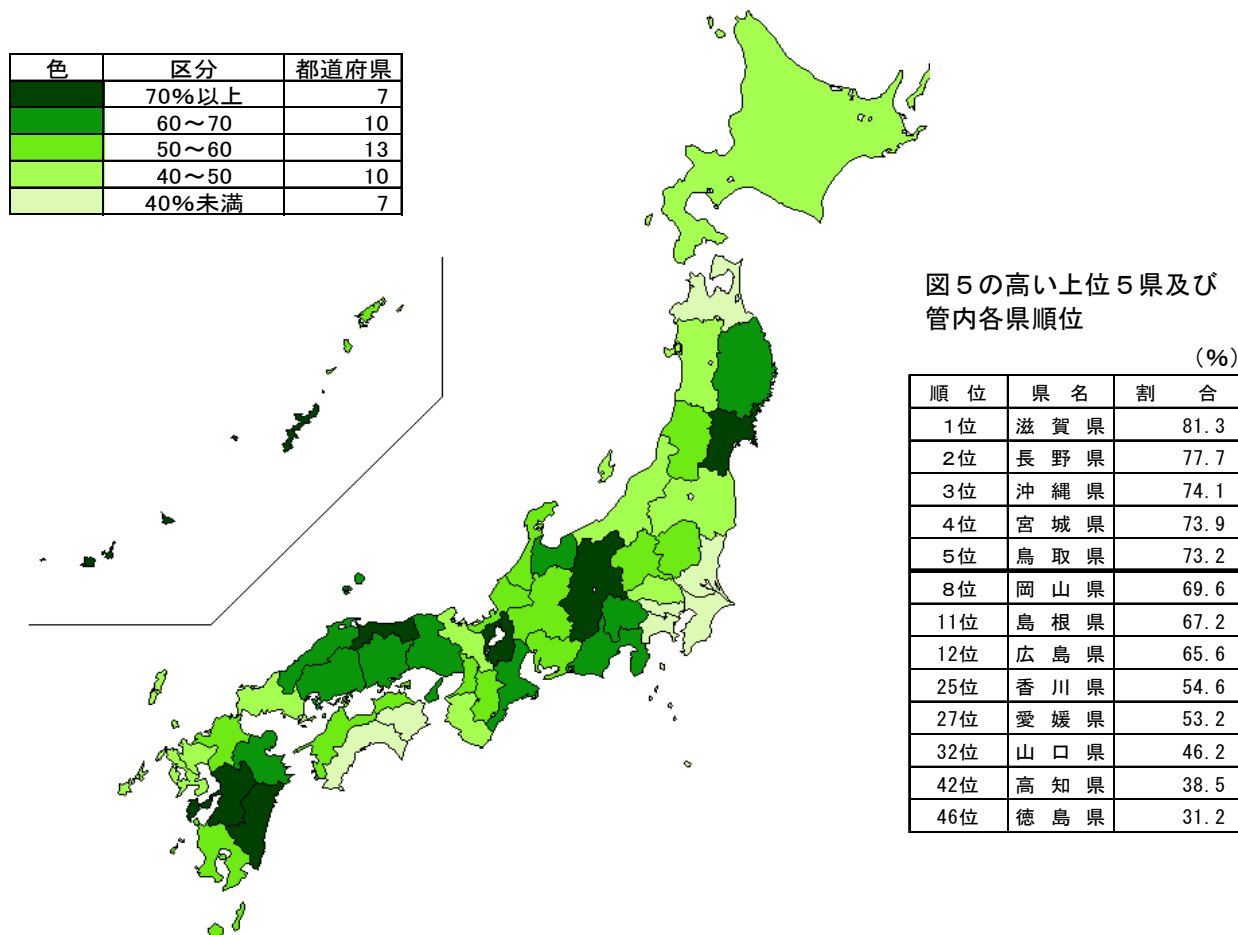 色 区分 都道府県
70%以上 7
60～70 10
50～60 13
40～50 10
40%未満 7
図５の高い上位５県及び
管内各県順位
（%）
順位 県名 割合
1位 滋賀県 81.3
2位 長野県 77.7
3位 沖縄県 74.1
4位 宮城県 73.9
5位 鳥取県 73.2
8位 岡山県 69.6
11位 島根県 67.2
12位 広島県 65.6
25位 香川県 54.6
27位 愛媛県 53.2
32位 山口県 46.2
42位 高知県 38.5
46位 徳島県 31.2